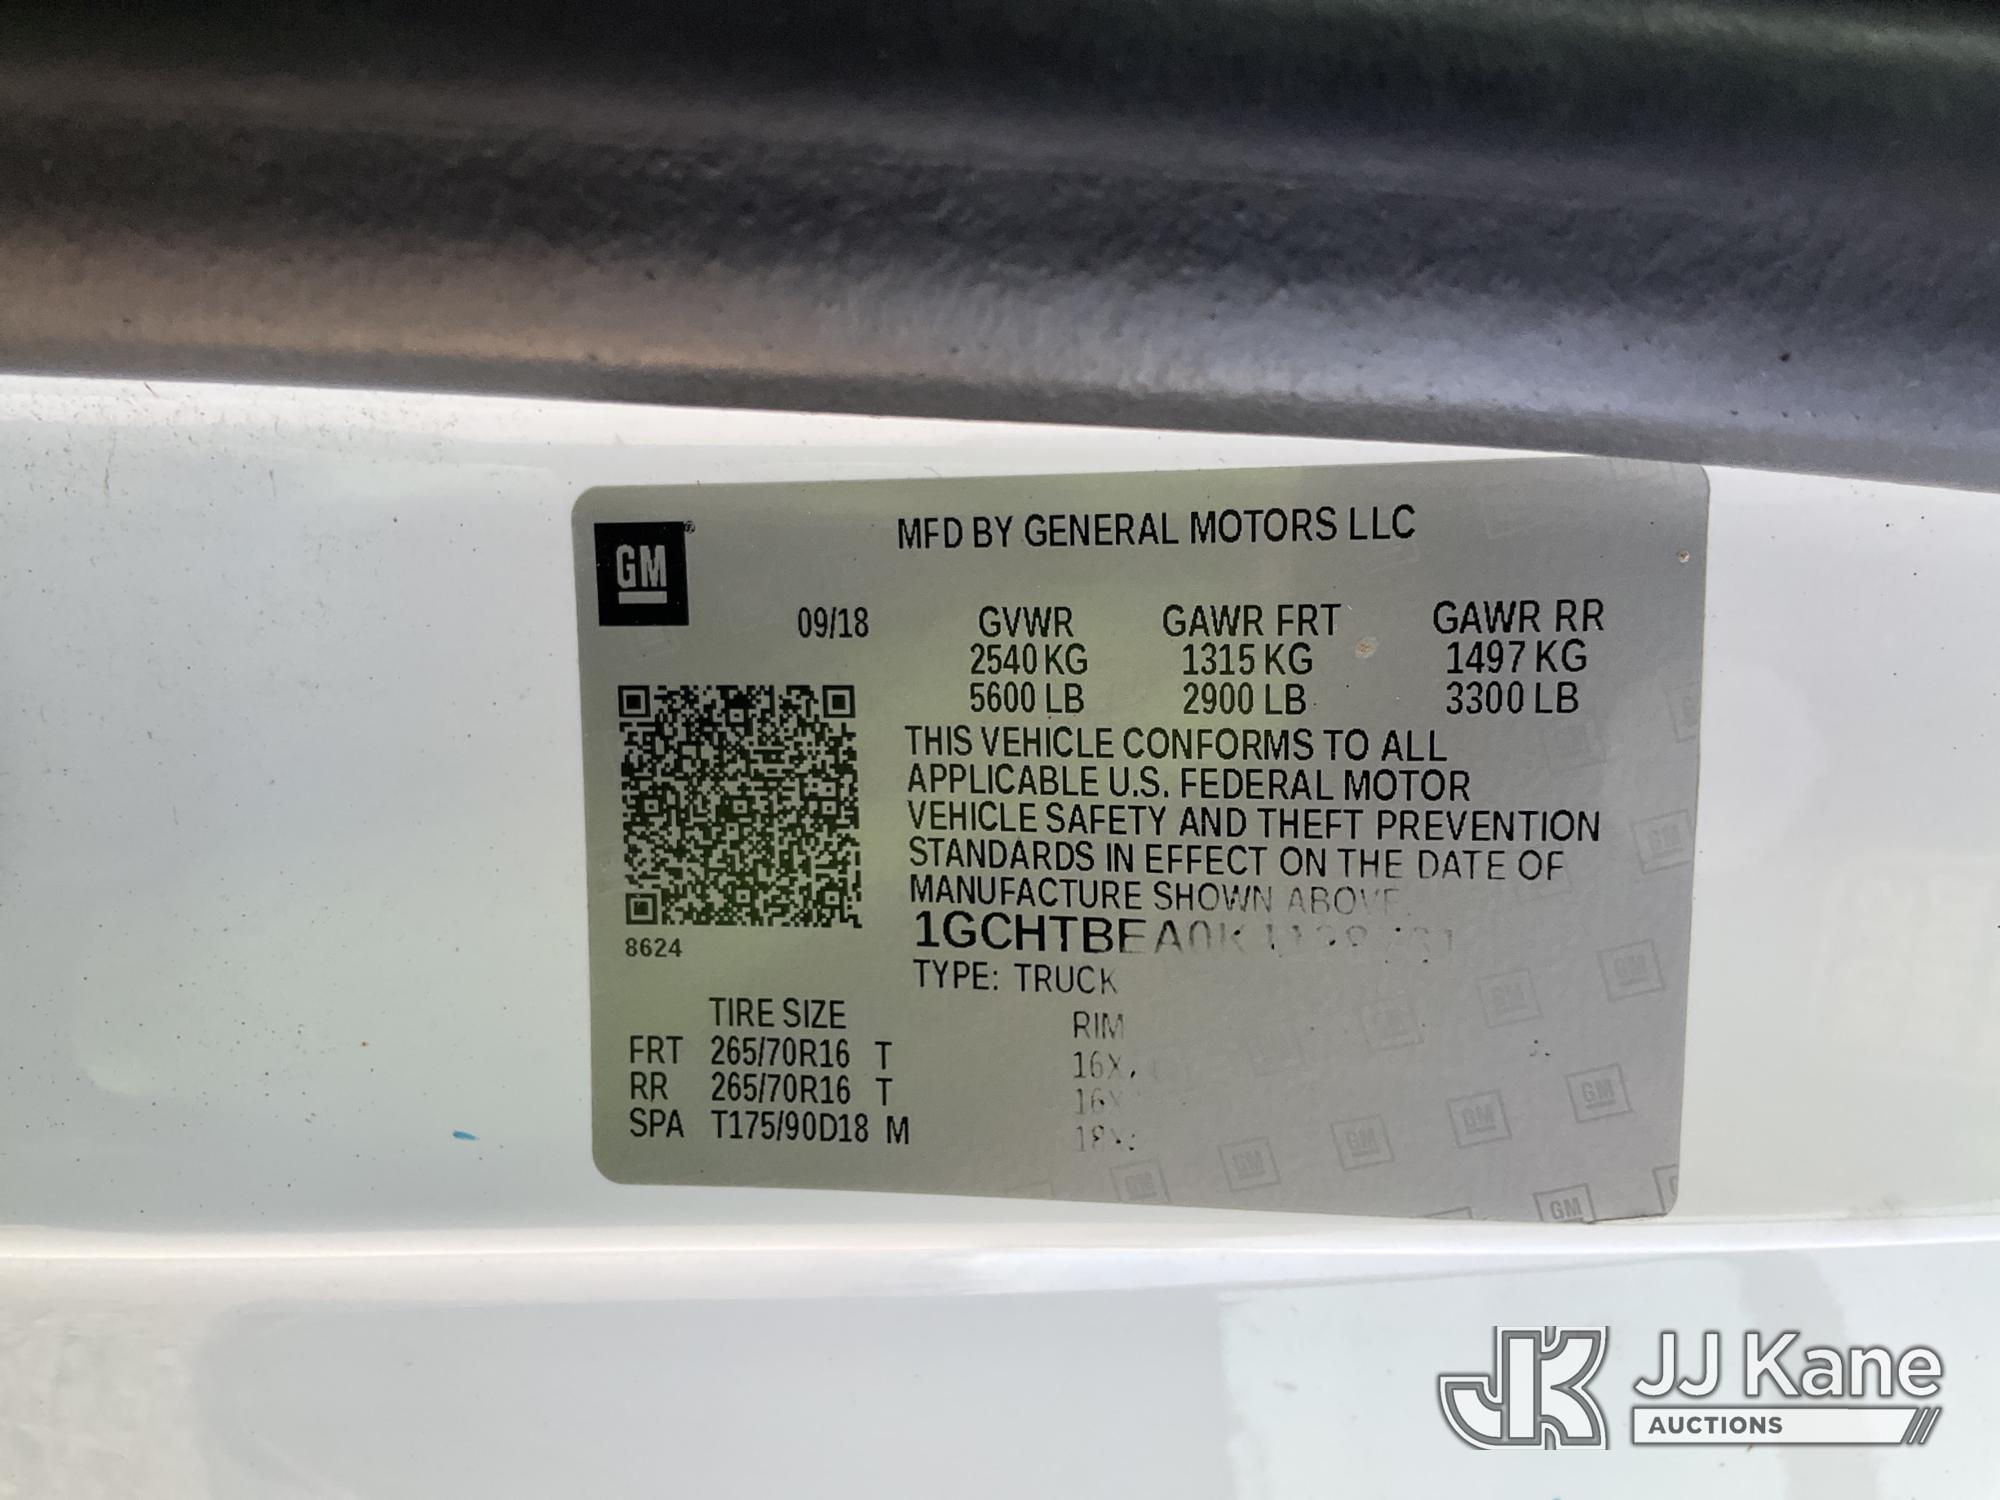 GM
MFD BY GENERAL MOTORS LLC
09/18 GVWR GAWR FRT GAWR RR
2540 KG 1315 KG 1497 KG
5600 LB 2900 LB 3300 LB
THIS VEHICLE CONFORMS TO ALL
APPLICABLE U.S. FEDERAL MOTOR
VEHICLE SAFETY AND THEFT PREVENTION
STANDARDS IN EFFECT ON THE DATE OF
MANUFACTURE SHOWN ABOVE.
8624
TYPE: TRUCK
TIRE SIZE RIM
FRT 265/70R16 T
RR 265/70R16 T
SPA T175/90D18 M
JK JJ Kane
AUCTIONS